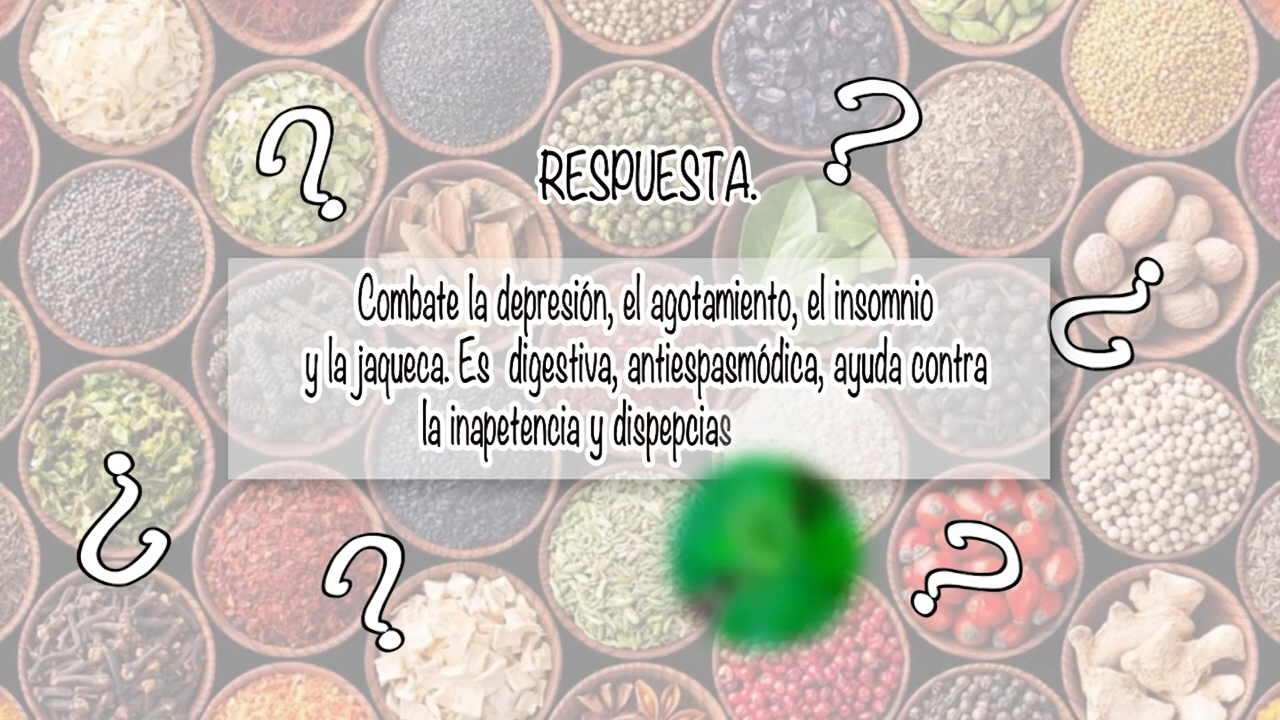 RESPUESTA.
Combate la depresión, el agotamiento, el insomnio
y la jaqueca. Es digestiva, antiespasmódica, ayuda contra
la inapetencia y dispepcias